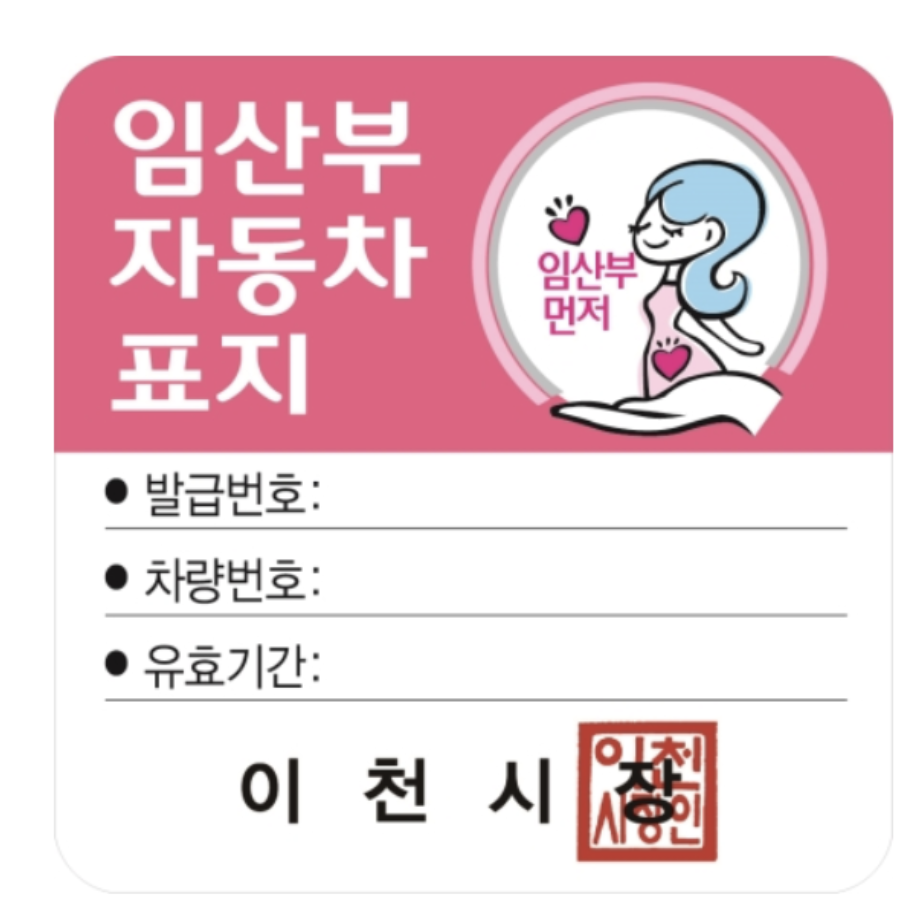 임산부
자동차
표지
임산부
먼저
● 발급번호:
● 차량번호:
● 유효기간:
이 천 시 장
이천
시장인